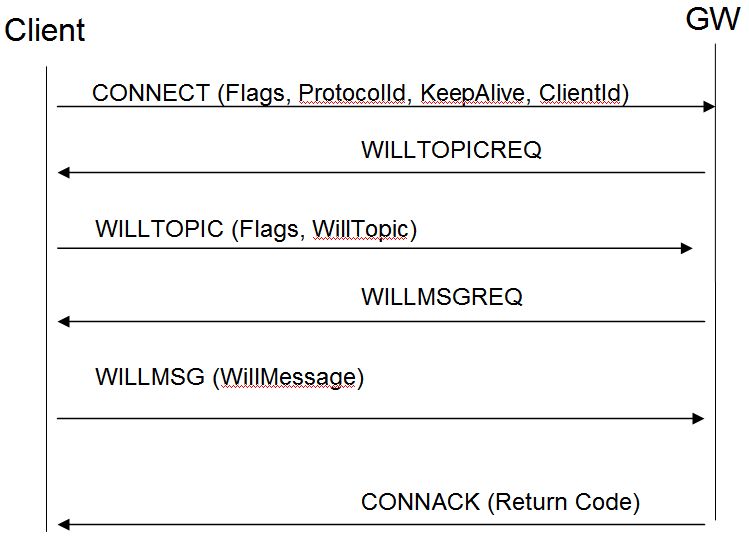 Client
GW
CONNECT (Flags, ProtocolId, KeepAlive, ClientId)
WILLTOPICREQ
WILLTOPIC (Flags, WillTopic)
WILLMSGREQ
WILLMSG (WillMessage)
CONNACK (Return Code)